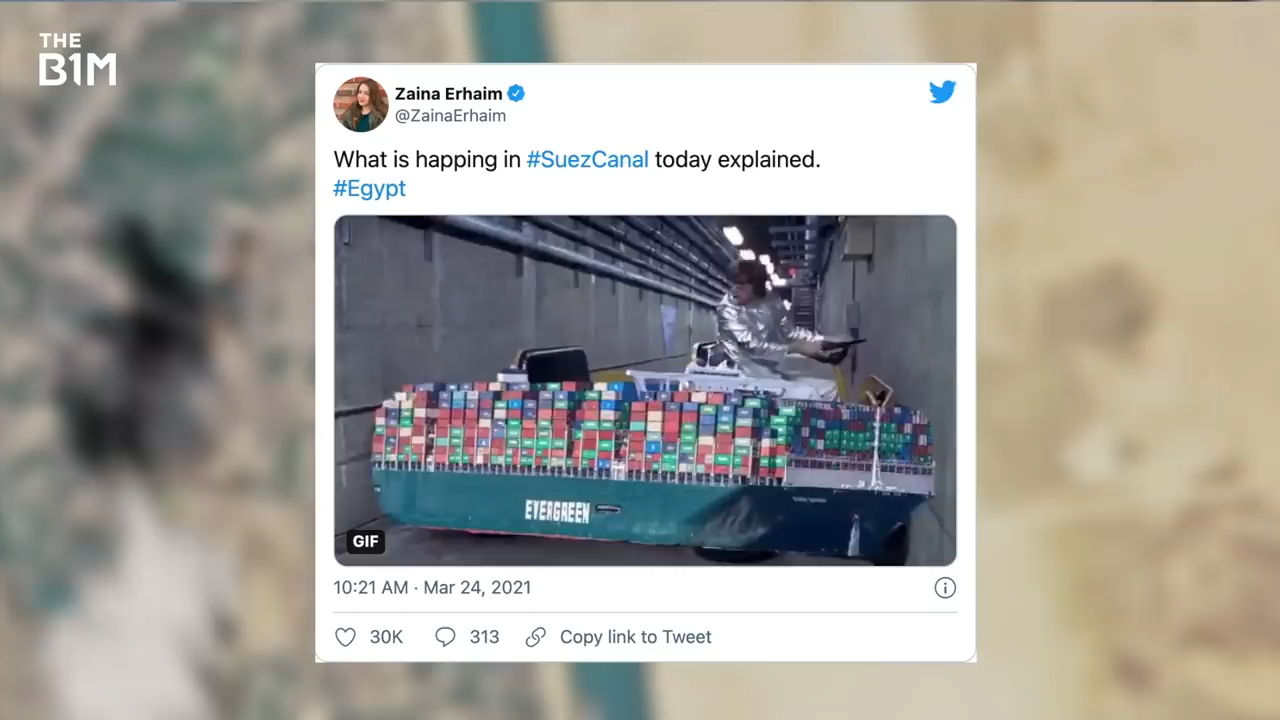 THE
B1M
Zaina Erhaim
@ZainaErhaim
What is happing in #SuezCanal today explained.
#Egypt
EVERGREEN
GIF
10:21 AM · Mar 24, 2021
30K
313
Copy link to Tweet